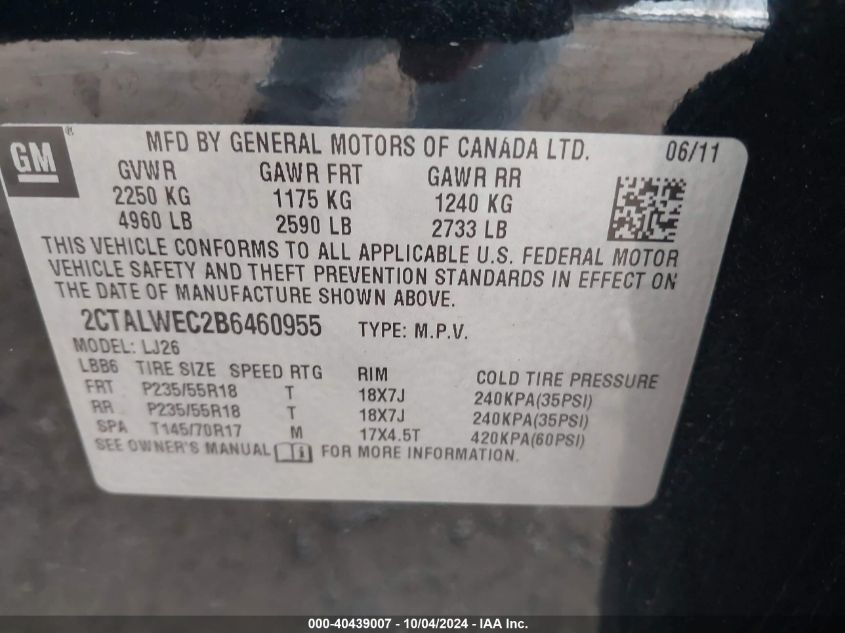 GM®
MFD BY GENERAL MOTORS OF CANADA LTD. 06/11
GVWR GAWR FRT GAWR RR
2250 KG 1175 KG 1240 KG
4960 LB 2590 LB 2733 LB
THIS VEHICLE CONFORMS TO ALL APPLICABLE U.S. FEDERAL MOTOR
VEHICLE SAFETY AND THEFT PREVENTION STANDARDS IN EFFECT ON
THE DATE OF MANUFACTURE SHOWN ABOVE.
2CTALWEC2B6460955 TYPE: M.P.V.
MODEL: LJ26
LBB6 TIRE SIZE SPEED RTG RIM COLD TIRE PRESSURE
FRT P235/55R18 T 18X7J 240KPA(35PSI)
RR P235/55R18 T 18X7J 240KPA(35PSI)
SPA T145/70R17 M 17X4.5T 420KPA(60PSI)
SEE OWNER'S MANUAL FOR MORE INFORMATION.
000-40439007 - 10/04/2024 - IAA Inc.